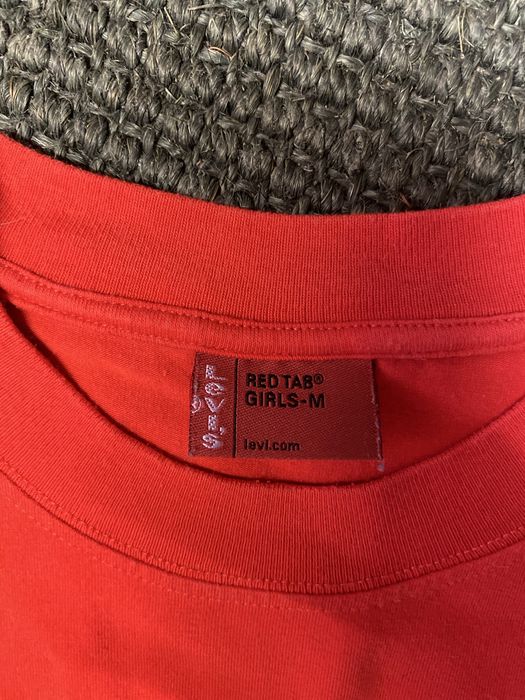 LeVI'S
®
RED TAB®
GIRLS-M
levi.com